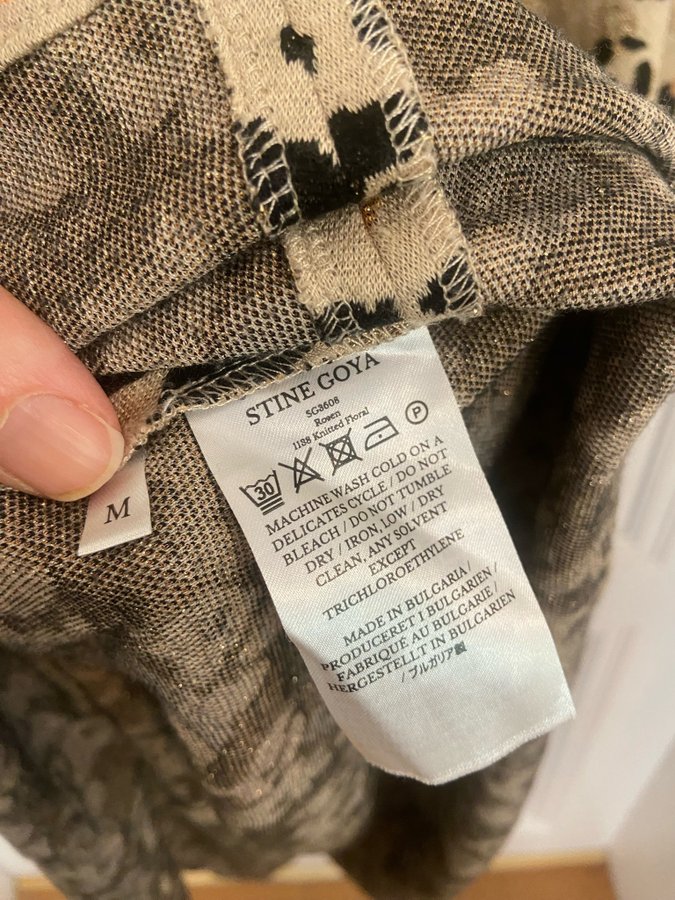 STINE GOYA
SG3608
Rosen
1188 Knitted Floral
30
P
MACHINE WASH COLD ON A
DELICATES CYCLE / DO NOT
BLEACH / DO NOT TUMBLE
DRY / IRON, LOW / DRY
CLEAN, ANY SOLVENT
EXCEPT
TRICHLOROETHYLENE
MADE IN BULGARIA/
PRODUCERET I BULGARIEN/
FABRIQUÉ AU BULGARIE/
HERGESTELLT IN BULGARIEN
/ ブルガリア製
M